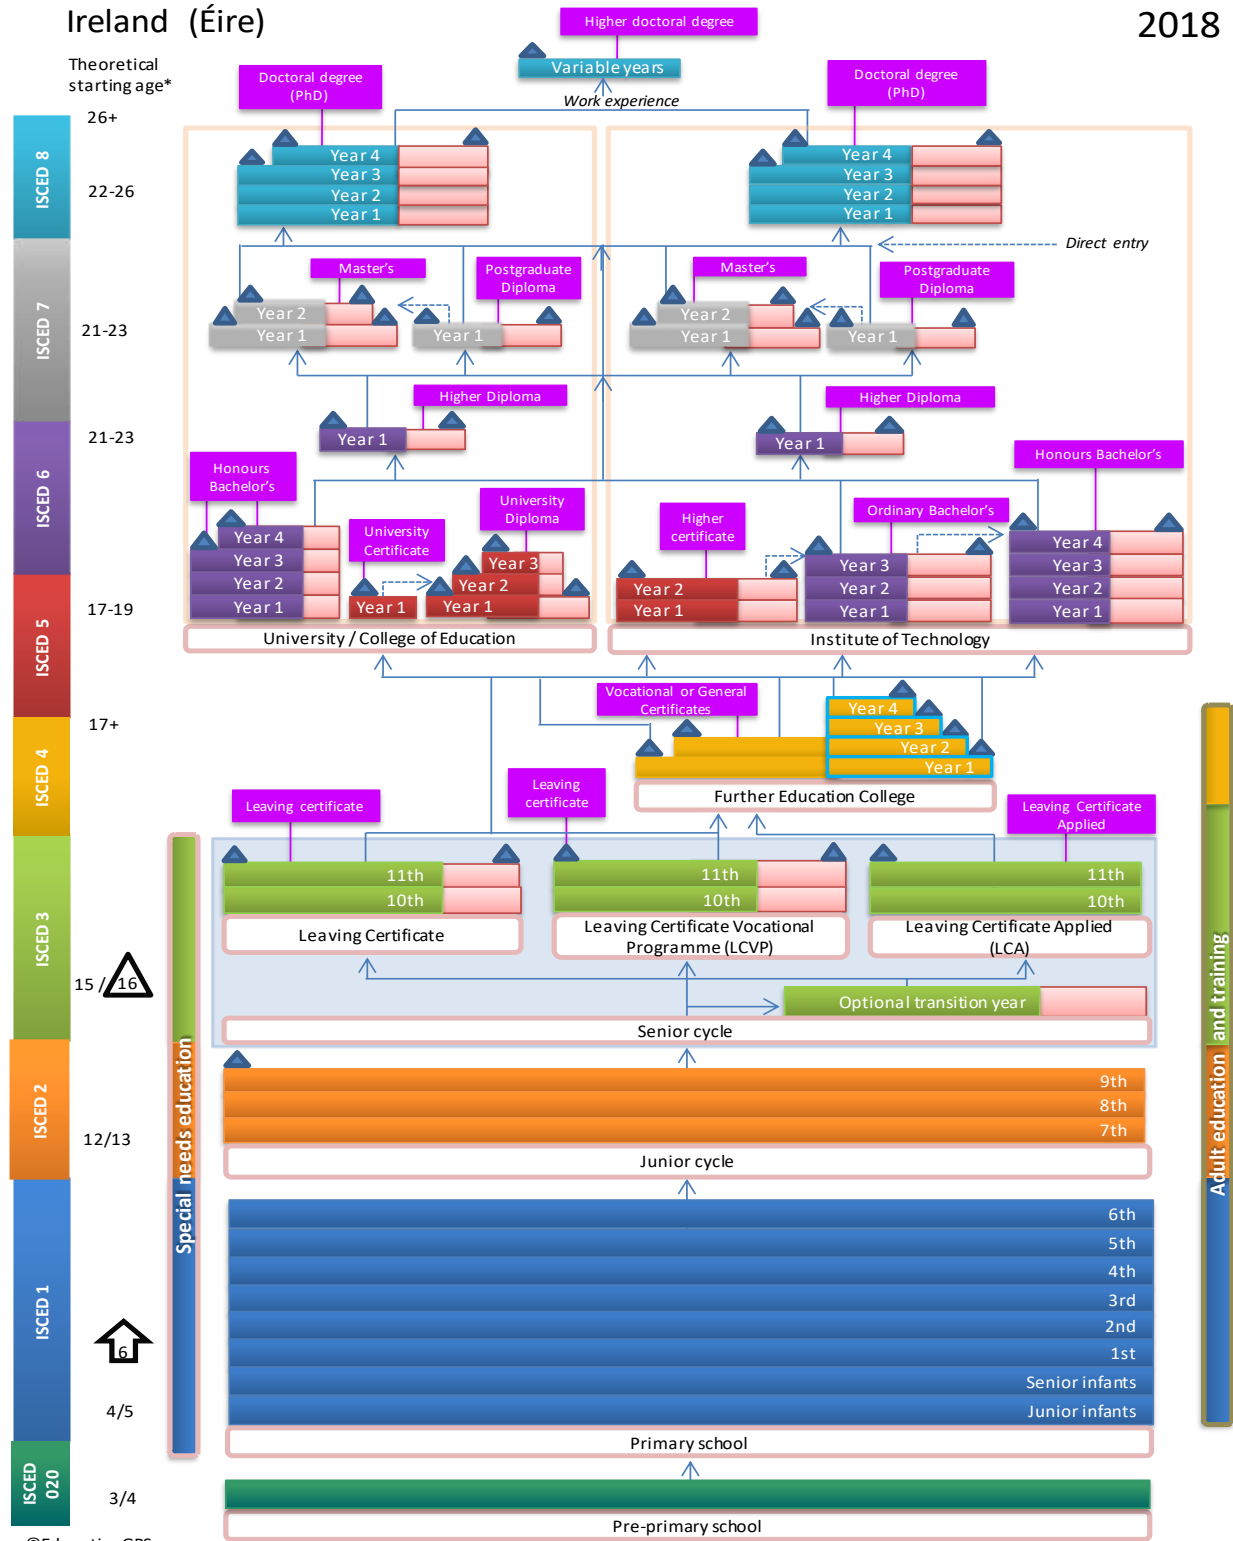 Ireland (Éire)
2018
Higher doctoral degree
Theoretical
starting age*
Variable years
Doctoral degree
(PhD)
Doctoral degree
(PhD)
Work experience
26+
ISCED 8
22-26
Year 4
Year 3
Year 2
Year 1
Year 4
Year 3
Year 2
Year 1
Direct entry
Master's
Postgraduate
Diploma
Master's
Postgraduate
Diploma
ISCED 7
21-23
Year 2
Year 1
Year 1
Year 2
Year 1
Year 1
Higher Diploma
Higher Diploma
21-23
Year 1
Year 1
ISCED 6
Honours
Bachelor's
University
Certificate
University
Diploma
Higher
certificate
Ordinary Bachelor's
Honours Bachelor's
Year 4
Year 3
Year 2
Year 1
Year 1
Year 3
Year 2
Year 1
Year 2
Year 1
Year 3
Year 2
Year 1
Year 4
Year 3
Year 2
Year 1
ISCED 5
17-19
University / College of Education
Institute of Technology
Vocational or General
Certificates
17+
ISCED 4
Year 4
Year 3
Year 2
Year 1
Further Education College
Leaving certificate
Leaving
certificate
Leaving Certificate
Applied
ISCED 3
11th
10th
11th
10th
11th
10th
Leaving Certificate
Leaving Certificate Vocational
Programme (LCVP)
Leaving Certificate Applied
(LCA)
15 / 16
Optional transition year
Senior cycle
ISCED 2
12/13
9th
8th
7th
Junior cycle
Special needs education
Adult education and training
ISCED 1
6th
5th
4th
3rd
2nd
1st
Senior infants
Junior infants
6
4/5
Primary school
ISCED
020
3/4
Pre-primary school